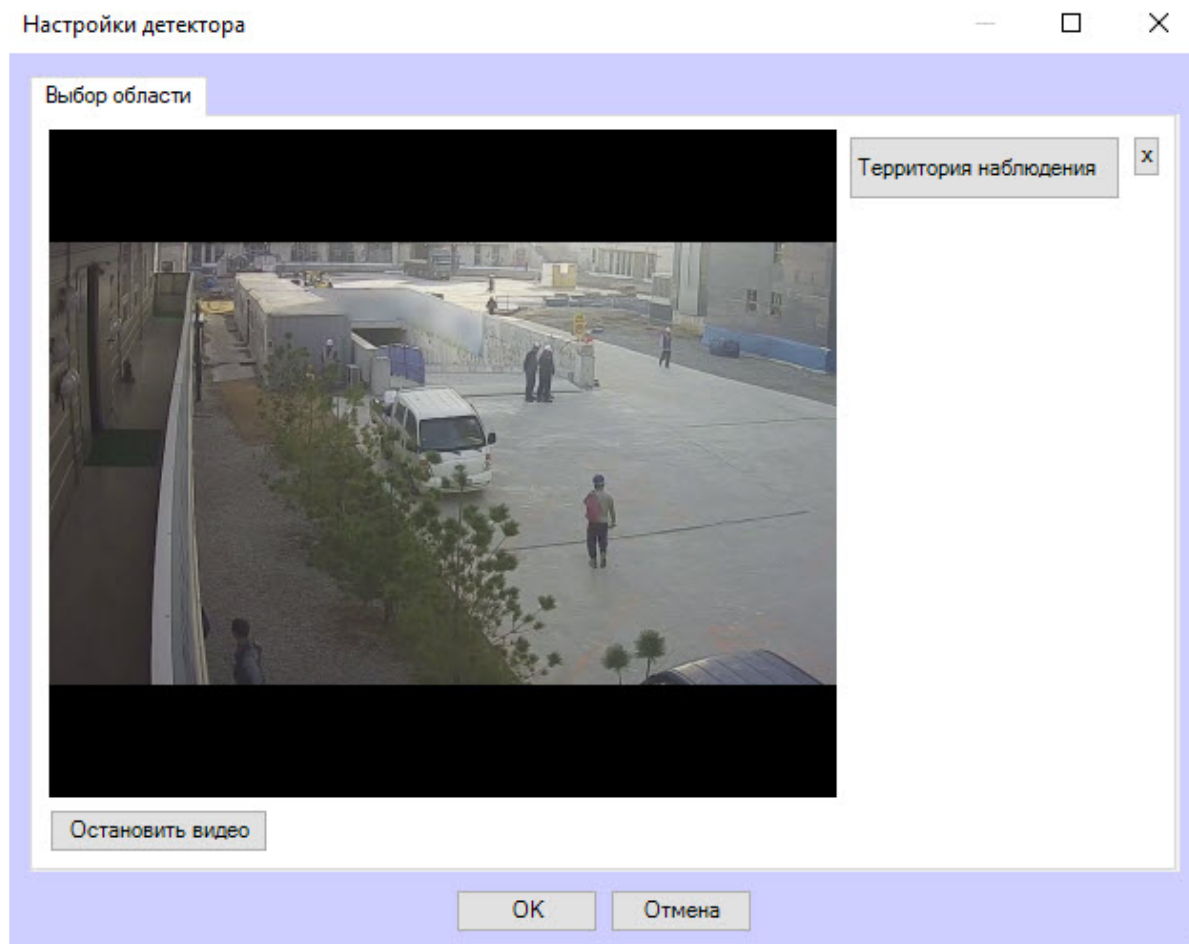 Настройки детектора
Выбор области
Территория наблюдения
x
Остановить видео
OK
Отмена